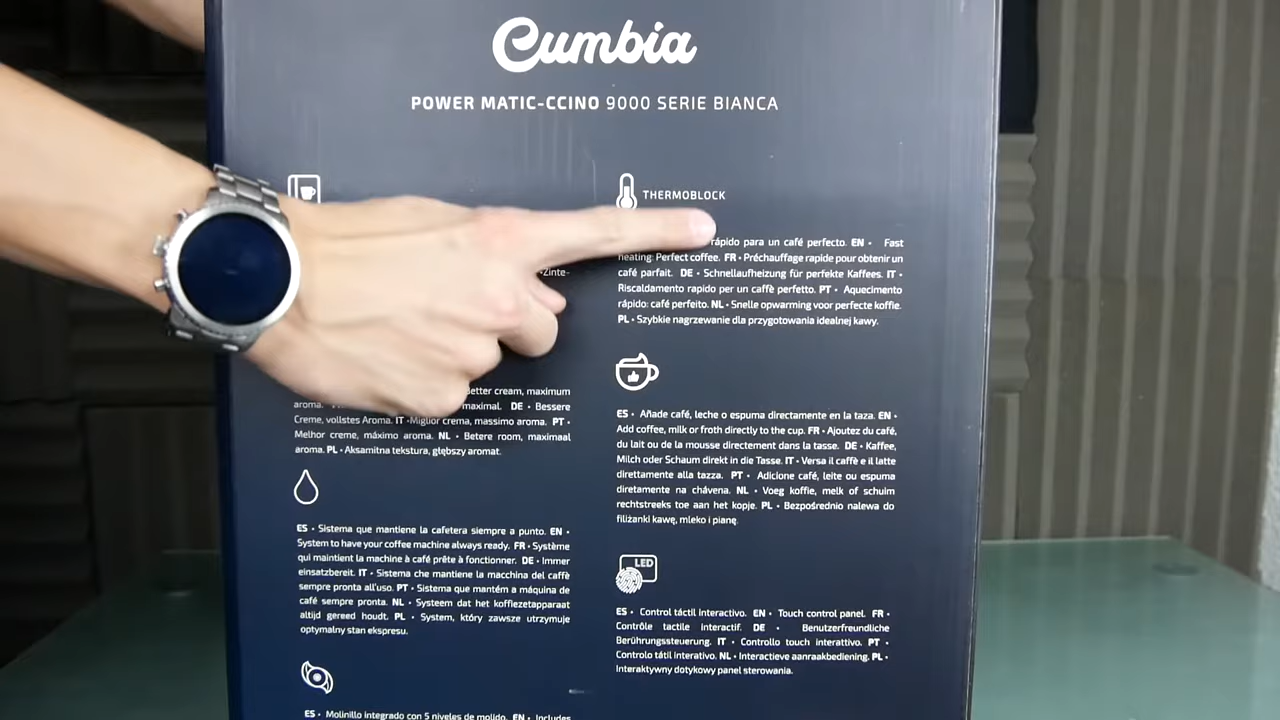 Cumbia
POWER MATIC-CCINO 9000 SERIE BIANCA
-Zinte-
etter cream, maximum
aroma. maximal. DE • Bessere
Creme, vollstes Aroma. IT •Miglior crema, massimo aroma. PT •
Melhor creme, máximo aroma. NL • Betere room, maximaal
aroma. PL • Aksamitna tekstura, głębszy aromat.
ES • Sistema que mantiene la cafetera siempre a punto. EN •
System to have your coffee machine always ready. FR • Système
qui maintient la machine à café prête à fonctionner. DE • Immer
einsatzbereit. IT • Sistema che mantiene la macchina del caffè
sempre pronta all'uso. PT • Sistema que mantém a máquina de
café sempre pronta. NL • Systeem dat het koffiezetapparaat
altijd gereed houdt. PL • System, który zawsze utrzymuje
optymalny stan ekspresu.
ES • Molinillo integrado con 5 niveles de molido. EN • Includes
THERMOBLOCK
rápido para un café perfecto. EN • Fast
heating: Perfect coffee. FR • Préchauffage rapide pour obtenir un
café parfait. DE • Schnellaufheizung für perfekte Kaffees. IT •
Riscaldamento rapido per un caffè perfetto. PT • Aquecimento
rápido: café perfeito. NL • Snelle opwarming voor perfecte koffie.
PL • Szybkie nagrzewanie dla przygotowania idealnej kawy.
ES • Añade café, leche o espuma directamente en la taza. EN •
Add coffee, milk or froth directly to the cup. FR • Ajoutez du café,
du lait ou de la mousse directement dans la tasse. DE • Kaffee,
Milch oder Schaum direkt in die Tasse. IT • Versa il caffè e il latte
direttamente alla tazza. PT • Adicione café, leite ou espuma
diretamente na chávena. NL • Voeg koffie, melk of schuim
rechtstreeks toe aan het kopje. PL • Bezpośrednio nalewa do
filiżanki kawę, mleko i pianę.
LED
ES • Control táctil interactivo. EN • Touch control panel. FR •
Contrôle tactile interactif. DE • Benutzerfreundliche
Berührungssteuerung. IT • Controllo touch interattivo. PT •
Controlo tátil interativo. NL • Interactieve aanraakbediening. PL •
Interaktywny dotykowy panel sterowania.